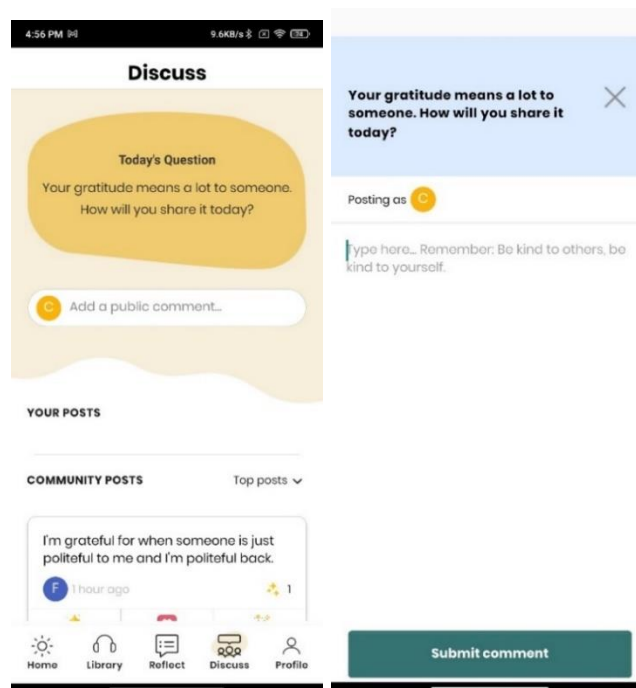 4:56 PM
9.6KB/s
Discuss
Today's Question
Your gratitude means a lot to someone.
How will you share it today?
C
Add a public comment...
YOUR POSTS
COMMUNITY POSTS
Top posts
I'm grateful for when someone is just
politeful to me and I'm politeful back.
F
1 hour ago
1
Home
Library
Reflect
Discuss
Profile
Your gratitude means a lot to
someone. How will you share it
today?
Posting as
C
Type here... Remember: Be kind to others, be
kind to yourself.
Submit comment